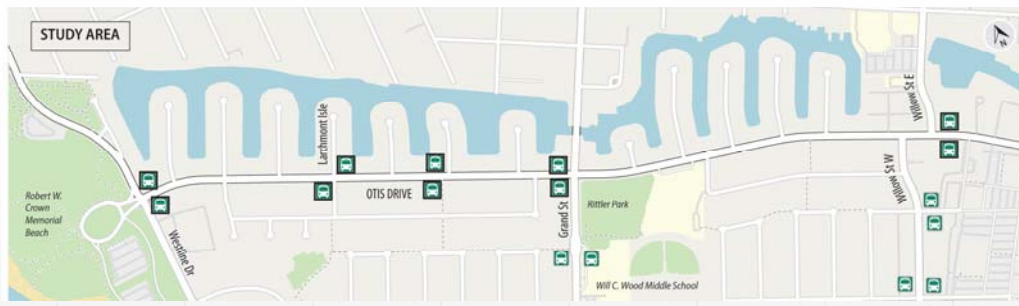 STUDY AREA
Z
Larchmont Isle
Willow St E
OTIS DRIVE
Willow St W
Robert W.
Crown
Memorial
Beach
Rittler Park
Grand St
Westline Dr
Will C. Wood Middle School